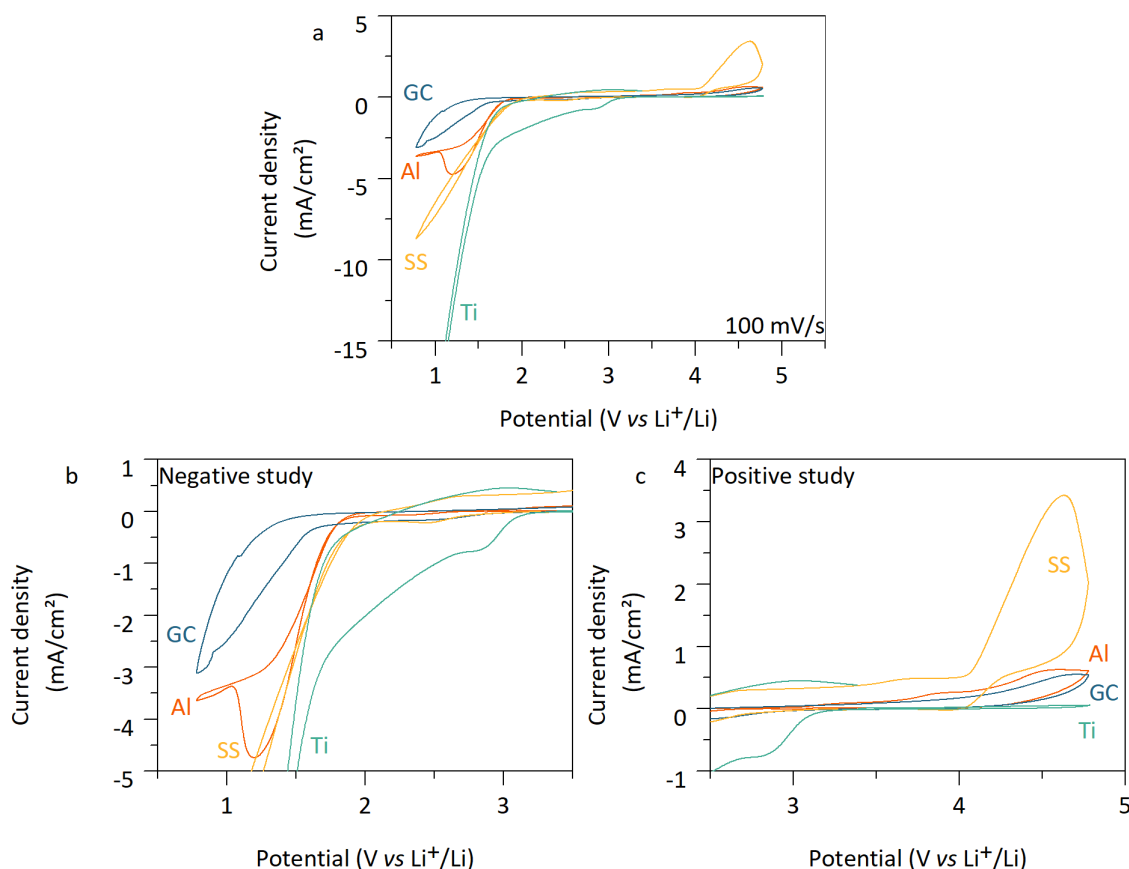 a
5
0
-5
-10
-15
Current density
(mA/cm²)
GC
Al
SS
Ti
100 mV/s
1 2 3 4 5
Potential (V vs Li⁺/Li)
b
1
0
-1
-2
-3
-4
-5
Current density
(mA/cm²)
Negative study
GC
Al
SS
Ti
1 2 3
Potential (V vs Li⁺/Li)
c
4
3
2
1
0
-1
Current density
(mA/cm²)
Positive study
SS
Al
GC
Ti
3 4 5
Potential (V vs Li⁺/Li)